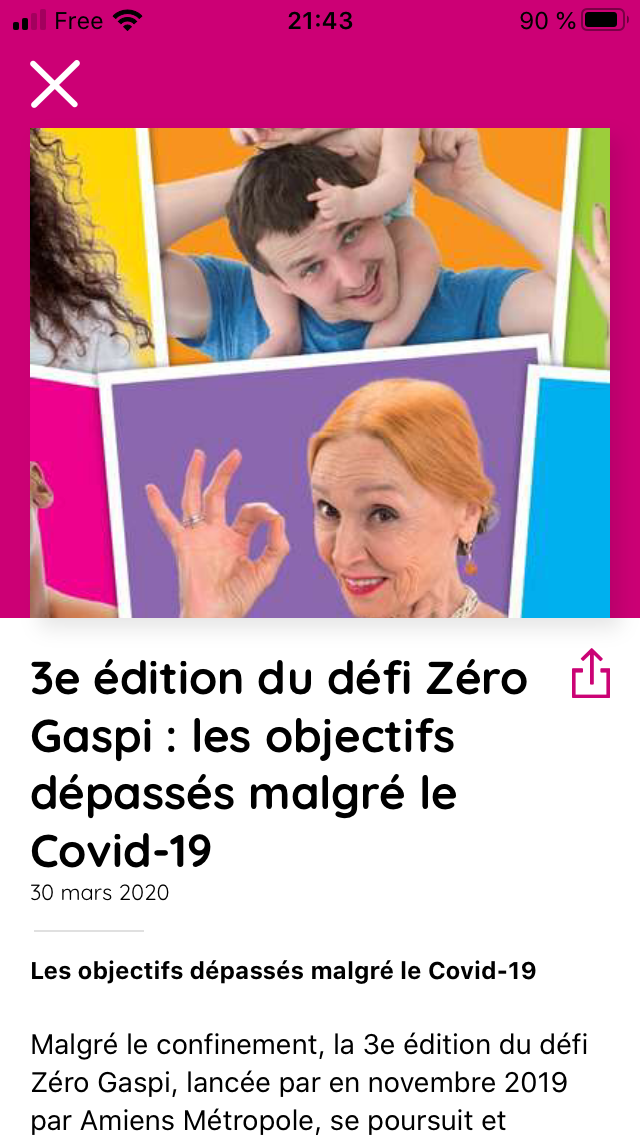 Free 21:43 90 %
3e édition du défi Zéro
Gaspi : les objectifs
dépassés malgré le
Covid-19
30 mars 2020
Les objectifs dépassés malgré le Covid-19
Malgré le confinement, la 3e édition du défi
Zéro Gaspi, lancée par en novembre 2019
par Amiens Métropole, se poursuit et